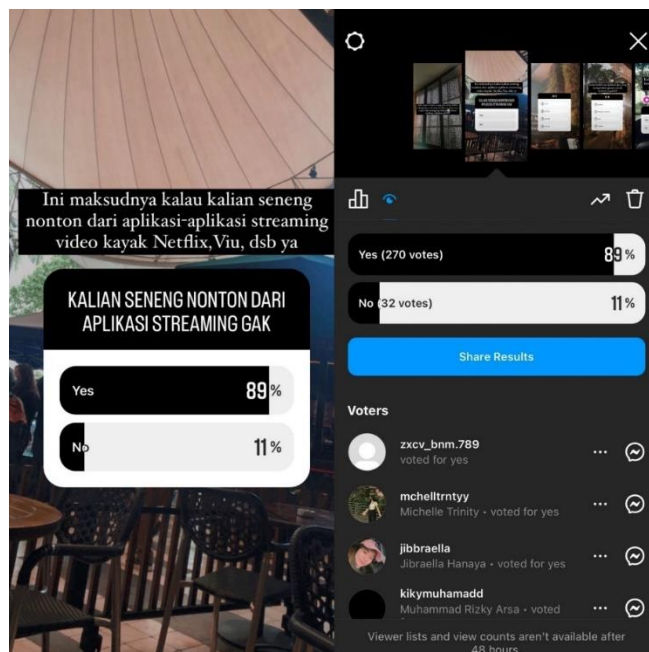 Ini maksudnya kalau kalian seneng
nonton dari aplikasi-aplikasi streaming
video kayak Netflix,Viu, dsb ya
KALIAN SENENG NONTON DARI
APLIKASI STREAMING GAK
Yes 89%
No 11%
Yes (270 votes) 89%
No (32 votes) 11%
Share Results
Voters
zxcv_bnm.789
voted for yes
mchelltrntyy
Michelle Trinity • voted for yes
jibbraella
Jibraella Hanaya • voted for yes
kikymuhamadd
Muhammad Rizky Arsa • voted
Viewer lists and view counts aren't available after
48 hours